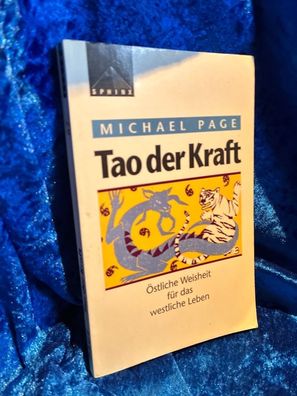 SPHINX
MICHAEL PAGE
Tao der Kraft
Östliche Weisheit
für das
westliche Leben